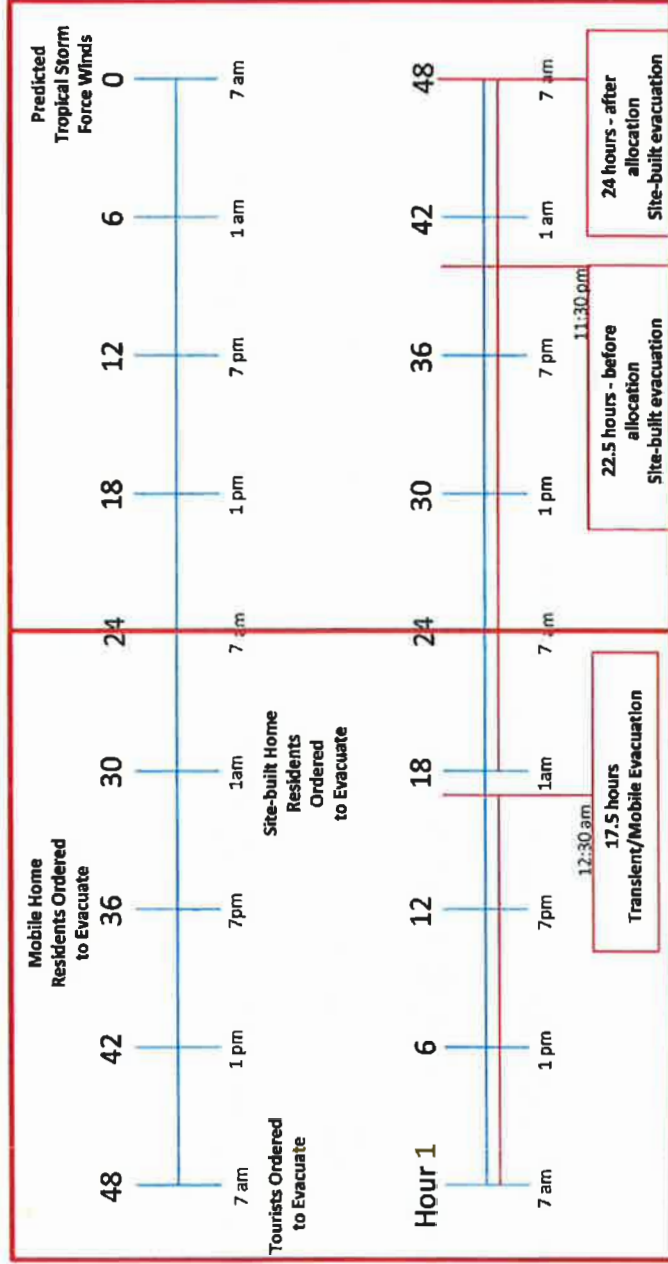 Mobile Home
Residents Ordered
to Evacuate
Predicted
Tropical Storm
Force Winds
48
42
36
30
24
18
12
6
0
7 am
1 pm
7pm
1am
7 am
1 pm
7 pm
1 am
7 am
Tourists Ordered
to Evacuate
Site-built Home
Residents
Ordered
to Evacuate
Hour 1
6
12
18
24
30
36
42
48
7 am
1 pm
7pm
1am
7 am
1 pm
7 pm
1 am
7 am
12:30 am
11:30 pm
17.5 hours
Transient/Mobile Evacuation
22.5 hours - before
allocation
Site-built evacuation
24 hours - after
allocation
Site-built evacuation